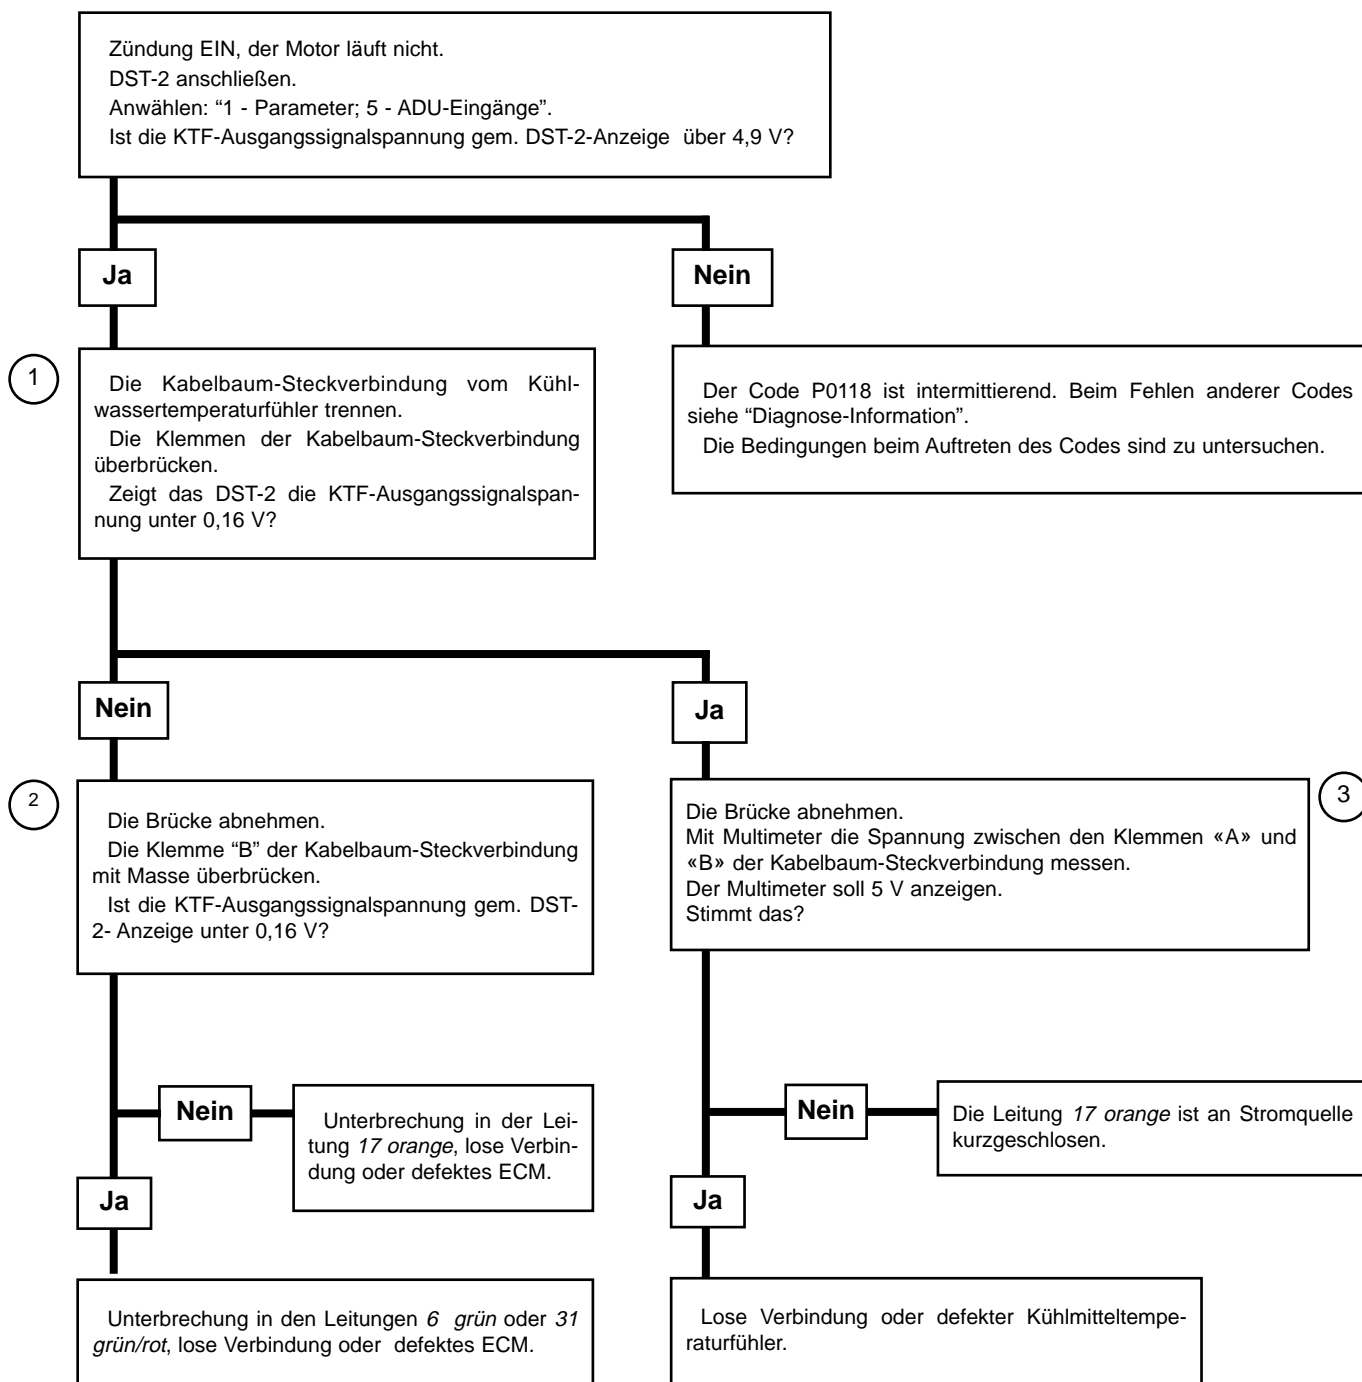 Zündung EIN, der Motor läuft nicht.
DST-2 anschließen.
Anwählen: “1 - Parameter; 5 - ADU-Eingänge”.
Ist die KTF-Ausgangssignalspannung gem. DST-2-Anzeige über 4,9 V?
Ja
Nein
1
Die Kabelbaum-Steckverbindung vom Kühl-
wassertemperaturfühler trennen.
Die Klemmen der Kabelbaum-Steckverbindung
überbrücken.
Zeigt das DST-2 die KTF-Ausgangssignalspan-
nung unter 0,16 V?
Der Code P0118 ist intermittierend. Beim Fehlen anderer Codes
siehe “Diagnose-Information”.
Die Bedingungen beim Auftreten des Codes sind zu untersuchen.
Nein
Ja
2
Die Brücke abnehmen.
Die Klemme “B” der Kabelbaum-Steckverbindung
mit Masse überbrücken.
Ist die KTF-Ausgangssignalspannung gem. DST-
2- Anzeige unter 0,16 V?
3
Die Brücke abnehmen.
Mit Multimeter die Spannung zwischen den Klemmen «A» und
«B» der Kabelbaum-Steckverbindung messen.
Der Multimeter soll 5 V anzeigen.
Stimmt das?
Nein
Unterbrechung in der Lei-
tung 17 orange, lose Verbin-
dung oder defektes ECM.
Nein
Die Leitung 17 orange ist an Stromquelle
kurzgeschlosen.
Ja
Ja
Unterbrechung in den Leitungen 6 grün oder 31
grün/rot, lose Verbindung oder defektes ECM.
Lose Verbindung oder defekter Kühlmitteltempe-
raturfühler.